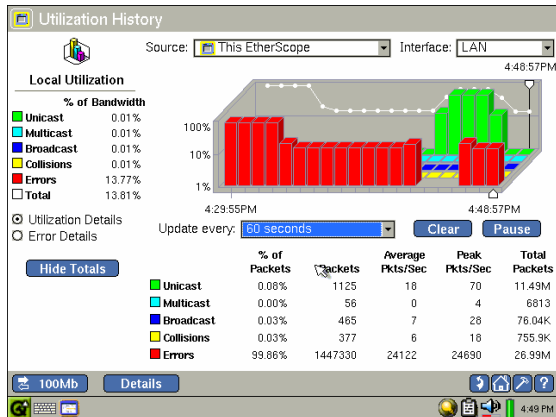 Utilization History
Source: This EtherScope Interface: LAN
4:48:57PM
Local Utilization
% of Bandwidth
Unicast 0.01%
Multicast 0.01%
Broadcast 0.01%
Collisions 0.01%
Errors 13.77%
Total 13.81%
100%
10%
1%
4:29:55PM 4:48:57PM
Utilization Details
Error Details
Update every: 60 seconds Clear Pause
Hide Totals
% of Packets Packets Average Pkts/Sec Peak Pkts/Sec Total Packets
Unicast 0.08% 1125 18 70 11.49M
Multicast 0.00% 56 0 4 6813
Broadcast 0.03% 465 7 28 76.04K
Collisions 0.03% 377 6 18 755.9K
Errors 99.86% 1447330 24122 24690 26.99M
100Mb Details
?
4:49 PM